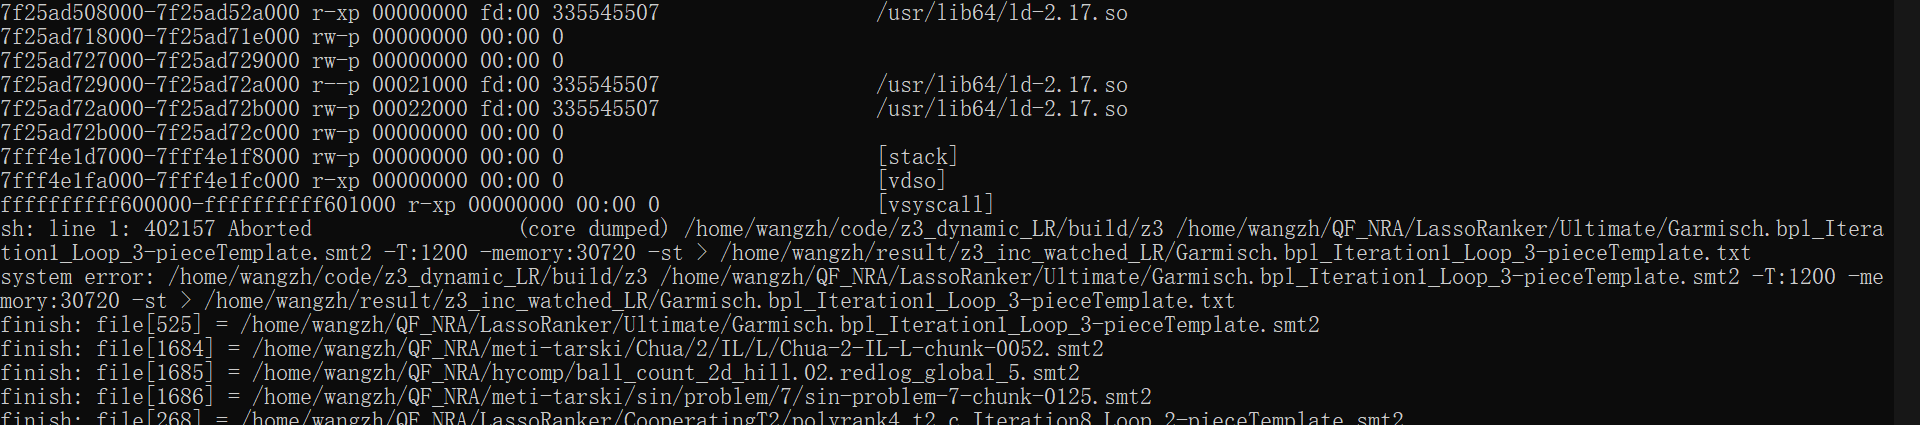 7f25ad508000-7f25ad52a000 r-xp 00000000 fd:00 335545507                  /usr/lib64/ld-2.17.so
7f25ad718000-7f25ad71e000 rw-p 00000000 00:00 0
7f25ad727000-7f25ad729000 rw-p 00000000 00:00 0
7f25ad729000-7f25ad72a000 r--p 00021000 fd:00 335545507                  /usr/lib64/ld-2.17.so
7f25ad72a000-7f25ad72b000 rw-p 00022000 fd:00 335545507                  /usr/lib64/ld-2.17.so
7f25ad72b000-7f25ad72c000 rw-p 00000000 00:00 0
7fff4e1d7000-7fff4e1f8000 rw-p 00000000 00:00 0                          [stack]
7fff4e1fa000-7fff4e1fc000 r-xp 00000000 00:00 0                          [vdso]
ffffffffff600000-ffffffffff601000 r-xp 00000000 00:00 0                  [vsyscall]
sh: line 1: 402157 Aborted                 (core dumped) /home/wangzh/code/z3_dynamic_LR/build/z3 /home/wangzh/QF_NRA/LassoRanker/Ultimate/Garmisch.bpl_Itera
tion1_Loop_3-pieceTemplate.smt2 -T:1200 -memory:30720 -st > /home/wangzh/result/z3_inc_watched_LR/Garmisch.bpl_Iteration1_Loop_3-pieceTemplate.txt
system error: /home/wangzh/code/z3_dynamic_LR/build/z3 /home/wangzh/QF_NRA/LassoRanker/Ultimate/Garmisch.bpl_Iteration1_Loop_3-pieceTemplate.smt2 -T:1200 -me
mory:30720 -st > /home/wangzh/result/z3_inc_watched_LR/Garmisch.bpl_Iteration1_Loop_3-pieceTemplate.txt
finish: file[525] = /home/wangzh/QF_NRA/LassoRanker/Ultimate/Garmisch.bpl_Iteration1_Loop_3-pieceTemplate.smt2
finish: file[1684] = /home/wangzh/QF_NRA/meti-tarski/Chua/2/IL/L/Chua-2-IL-L-chunk-0052.smt2
finish: file[1685] = /home/wangzh/QF_NRA/hycomp/ball_count_2d_hill.02.redlog_global_5.smt2
finish: file[1686] = /home/wangzh/QF_NRA/meti-tarski/sin/problem/7/sin-problem-7-chunk-0125.smt2
finish: file[268] = /home/wangzh/QF_NRA/LassoRanker/CooperatingT2/polyrank4.t2.c_Iteration8_Loop_2-pieceTemplate.smt2